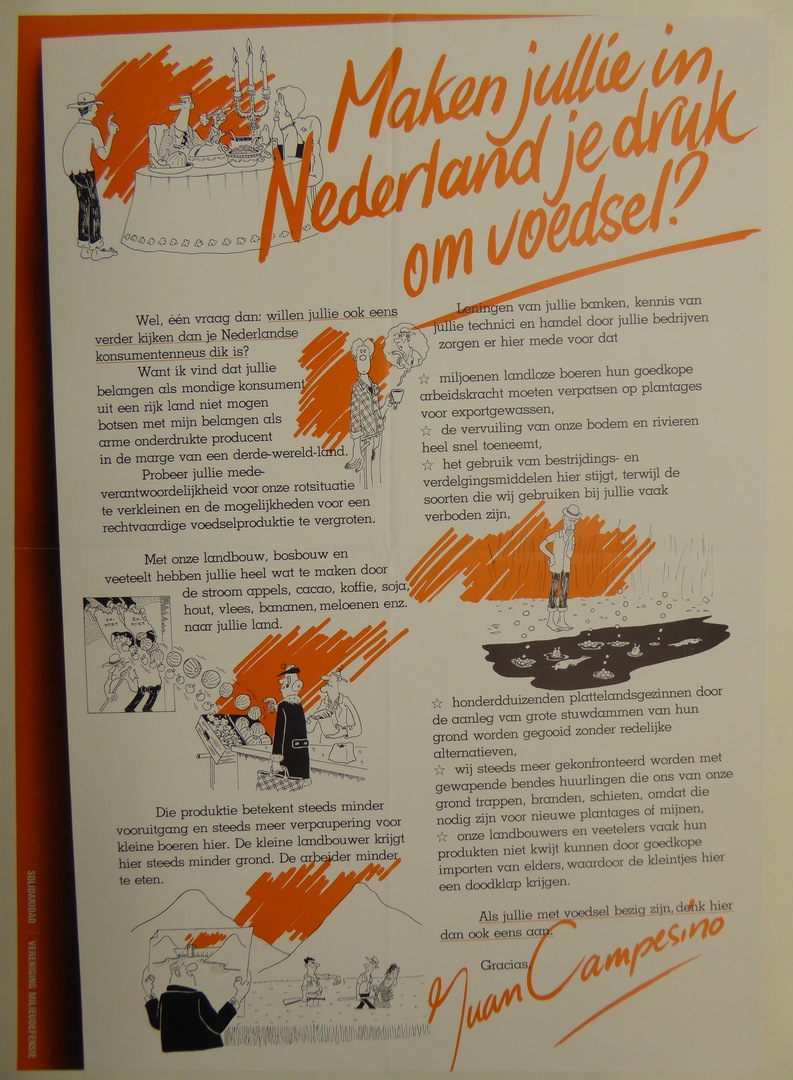 Maken jullie in
Nederland je druk
om voedsel?
Wel, één vraag dan: willen jullie ook eens
verder kijken dan je Nederlandse
konsumentenneus dik is?
Want ik vind dat jullie
belangen als mondige konsument
uit een rijk land niet mogen
botsen met mijn belangen als
arme onderdrukte producent
in de marge van een derde-wereld-land.
Probeer jullie mede-
verantwoordelijkheid voor onze rotsituatie
te verkleinen en de mogelijkheden voor een
rechtvaardige voedselproduktie te vergroten.
Met onze landbouw, bosbouw en
veeteelt hebben jullie heel wat te maken door
de stroom appels, cacao, koffie, soja,
hout, vlees, bananen, meloenen enz.
naar jullie land.
EX-
PORT
EX-
PORT
Die produktie betekent steeds minder
vooruitgang en steeds meer verpaupering voor
kleine boeren hier. De kleine landbouwer krijgt
hier steeds minder grond. De arbeider minder
te eten.
Leningen van jullie banken, kennis van
jullie technici en handel door jullie bedrijven
zorgen er hier mede voor dat
☆ miljoenen landloze boeren hun goedkope
arbeidskracht moeten verpatsen op plantages
voor exportgewassen,
☆ de vervuiling van onze bodem en rivieren
heel snel toeneemt,
☆ het gebruik van bestrijdings- en
verdelgingsmiddelen hier stijgt, terwijl de
soorten die wij gebruiken bij jullie vaak
verboden zijn,
☆ honderdduizenden plattelandsgezinnen door
de aanleg van grote stuwdammen van hun
grond worden gegooid zonder redelijke
alternatieven,
☆ wij steeds meer gekonfronteerd worden met
gewapende bendes huurlingen die ons van onze
grond trappen, branden, schieten, omdat die
nodig zijn voor nieuwe plantages of mijnen,
☆ onze landbouwers en veetelers vaak hun
produkten niet kwijt kunnen door goedkope
importen van elders, waardoor de kleintjes hier
een doodklap krijgen.
Als jullie met voedsel bezig zijn, denk hier
dan ook eens aan.
Gracias,
Juan Campesino
SOLIDARIDAD / VERENIGING MILIEUDEFENSIE